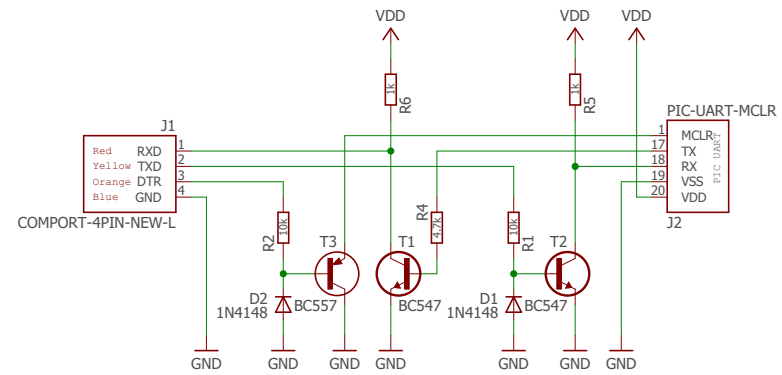 VDD VDD VDD
1k R6 1k R5
PIC-UART-MCLR
J1
Red RXD 1
Yellow TXD 2
Orange DTR 3
Blue GND 4
COMPORT-4PIN-NEW-L
1 MCLR
17 TX
18 RX
19 VSS
20 VDD
PIC UART
J2
R2 10k T3 T1 R4 4.7k R1 10k T2
D2 1N4148 BC557 BC547 D1 1N4148 BC547
GND GND GND GND GND GND GND